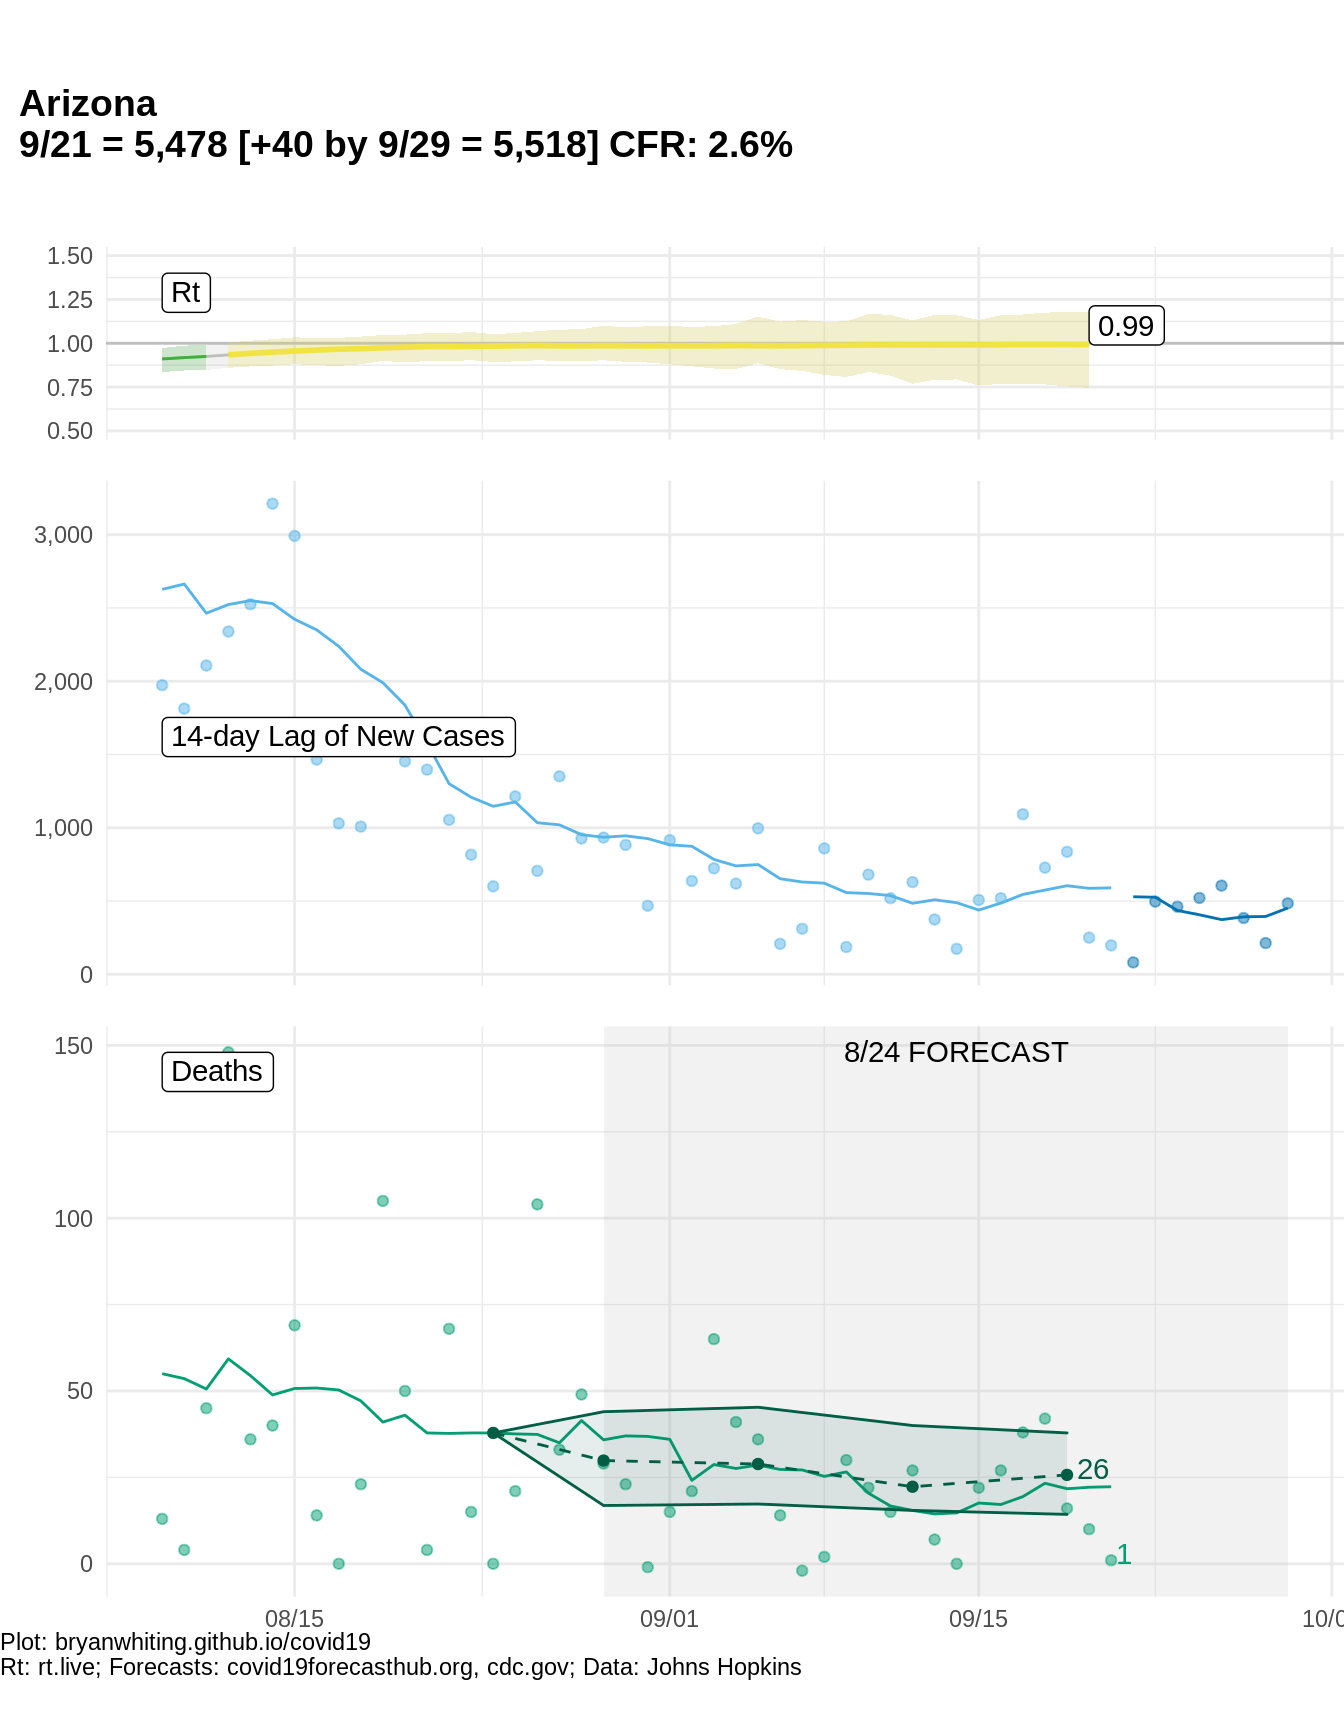 Arizona
9/21 = 5,478 [+40 by 9/29 = 5,518] CFR: 2.6%
1.50
1.25
1.00
0.75
0.50
Rt
0.99
3,000
2,000
1,000
0
14-day Lag of New Cases
150
100
50
0
Deaths
8/24 FORECAST
26
1
08/15
09/01
09/15
10/0
Plot: bryanwhiting.github.io/covid19
Rt: rt.live; Forecasts: covid19forecasthub.org, cdc.gov; Data: Johns Hopkins